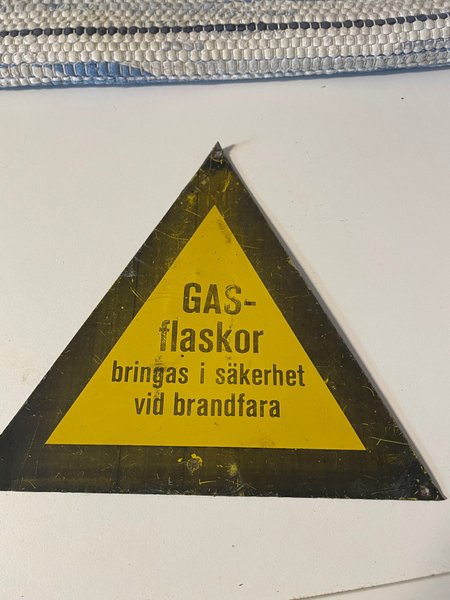 GAS-
flaskor
bringas i säkerhet
vid brandfara